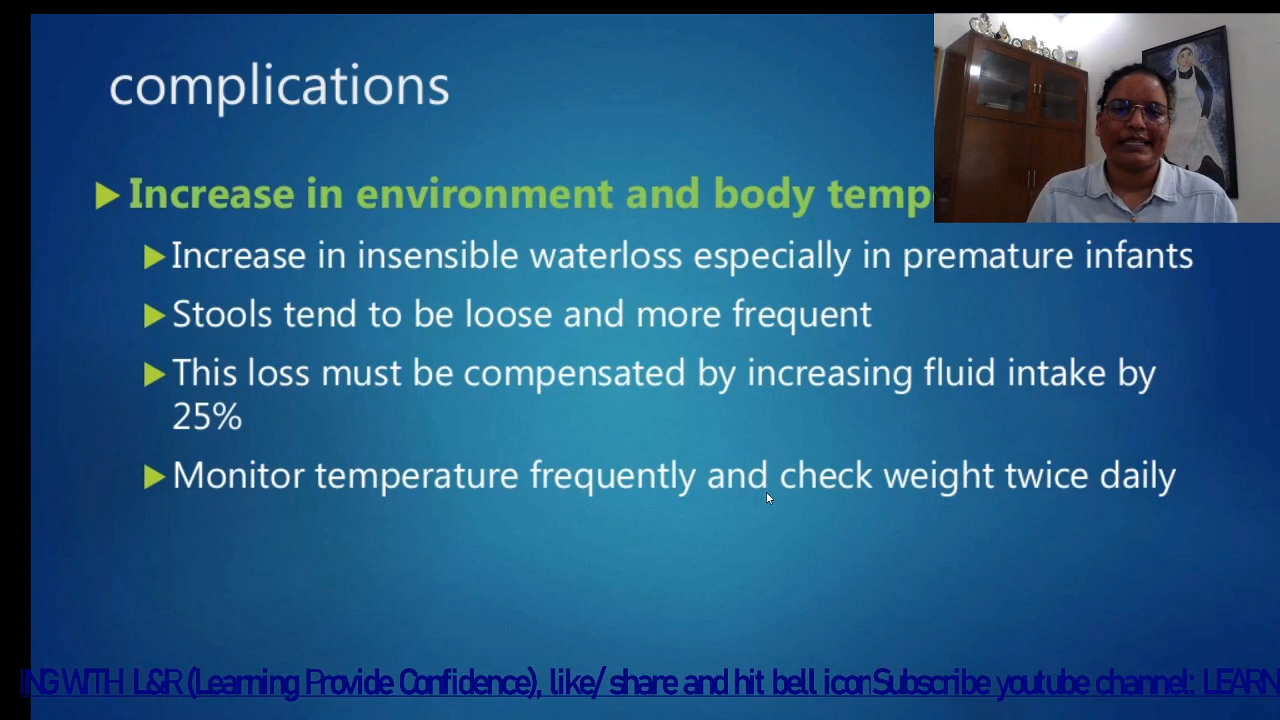 complications
Increase in environment and body temp
Increase in insensible waterloss especially in premature infants
Stools tend to be loose and more frequent
This loss must be compensated by increasing fluid intake by
25%
Monitor temperature frequently and check weight twice daily
NG WITH L&R (Learning Provide Confidence), like/ share and hit bell icon Subscribe youtube channel: LEARN